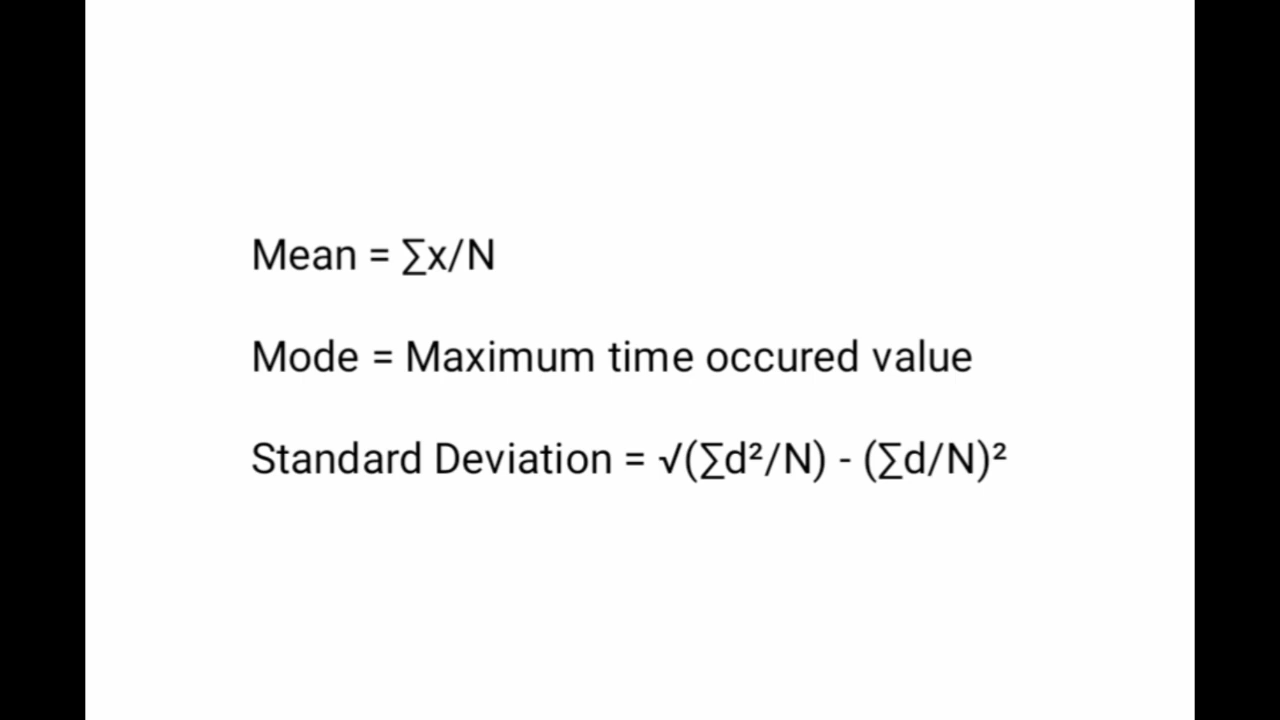 Mean = ∑x/N
Mode = Maximum time occured value
Standard Deviation = √(∑d²/N) - (∑d/N)²